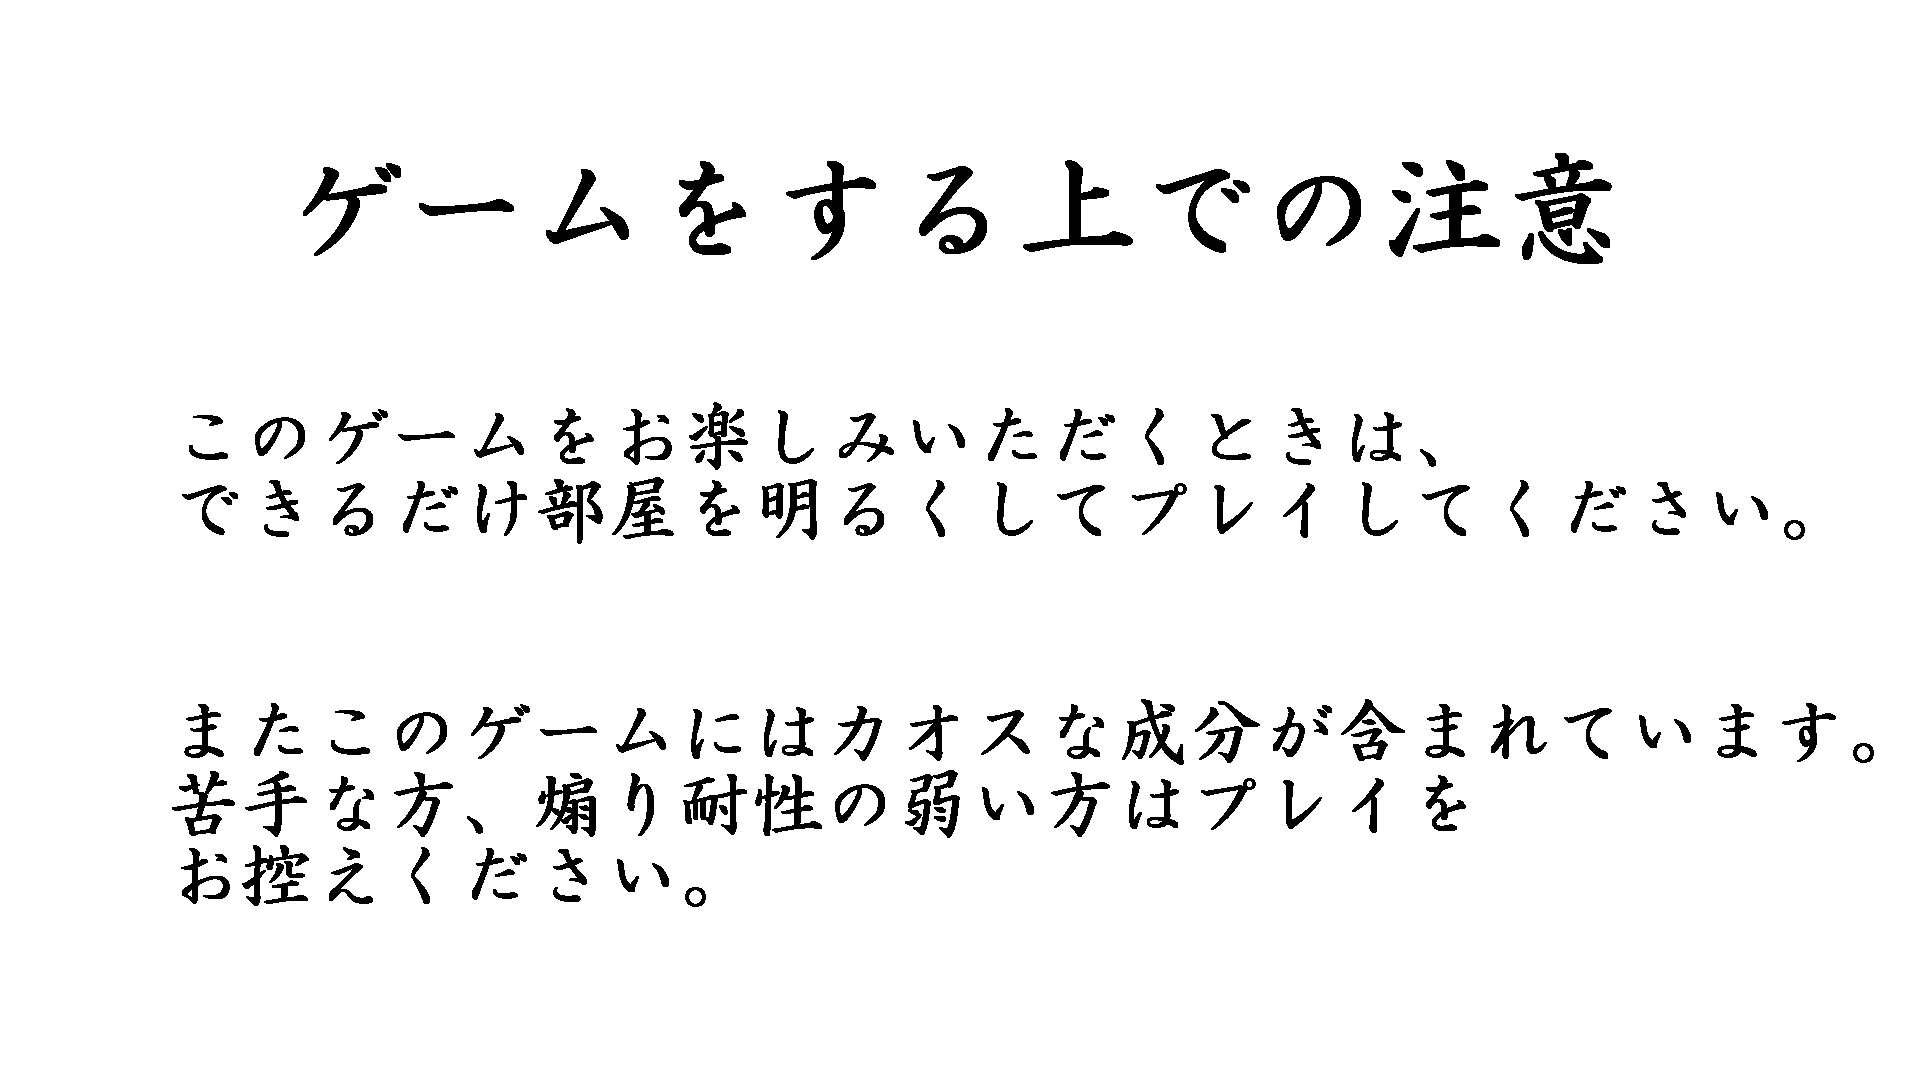 ゲームをする上での注意
このゲームをお楽しみいただくときは、
できるだけ部屋を明るくしてプレイしてください。
またこのゲームにはカオスな成分が含まれています。
苦手な方、煽り耐性の弱い方はプレイを
お控えください。